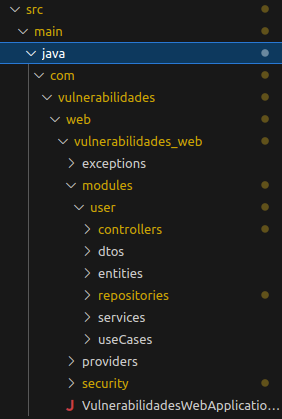 src
main
java
com
vulnerabilidades
web
vulnerabilidades_web
exceptions
modules
user
controllers
dtos
entities
repositories
services
useCases
providers
security
J VulnerabilidadesWebApplicatio...